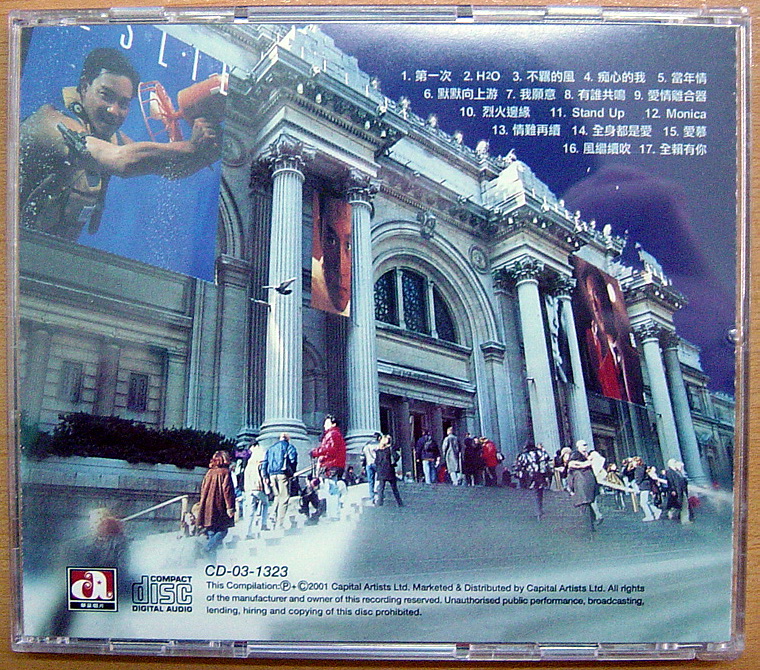 ESLI
1. 第一次 2. H2O 3. 不羈的風 4. 痴心的我 5. 當年情
6. 默默向上游 7. 我願意 8. 有誰共鳴 9. 愛情離合器
10. 烈火邊緣 11. Stand Up 12. Monica
13. 情難再續 14. 全身都是愛 15. 愛慕
16. 風繼續吹 17. 全賴有你
a
華星唱片
COMPACT
disc
DIGITAL AUDIO
CD-03-1323
This Compilation:Ⓟ+©2001 Capital Artists Ltd. Marketed & Distributed by Capital Artists Ltd. All rights
of the manufacturer and owner of this recording reserved. Unauthorised public performance, broadcasting,
lending, hiring and copying of this disc prohibited.